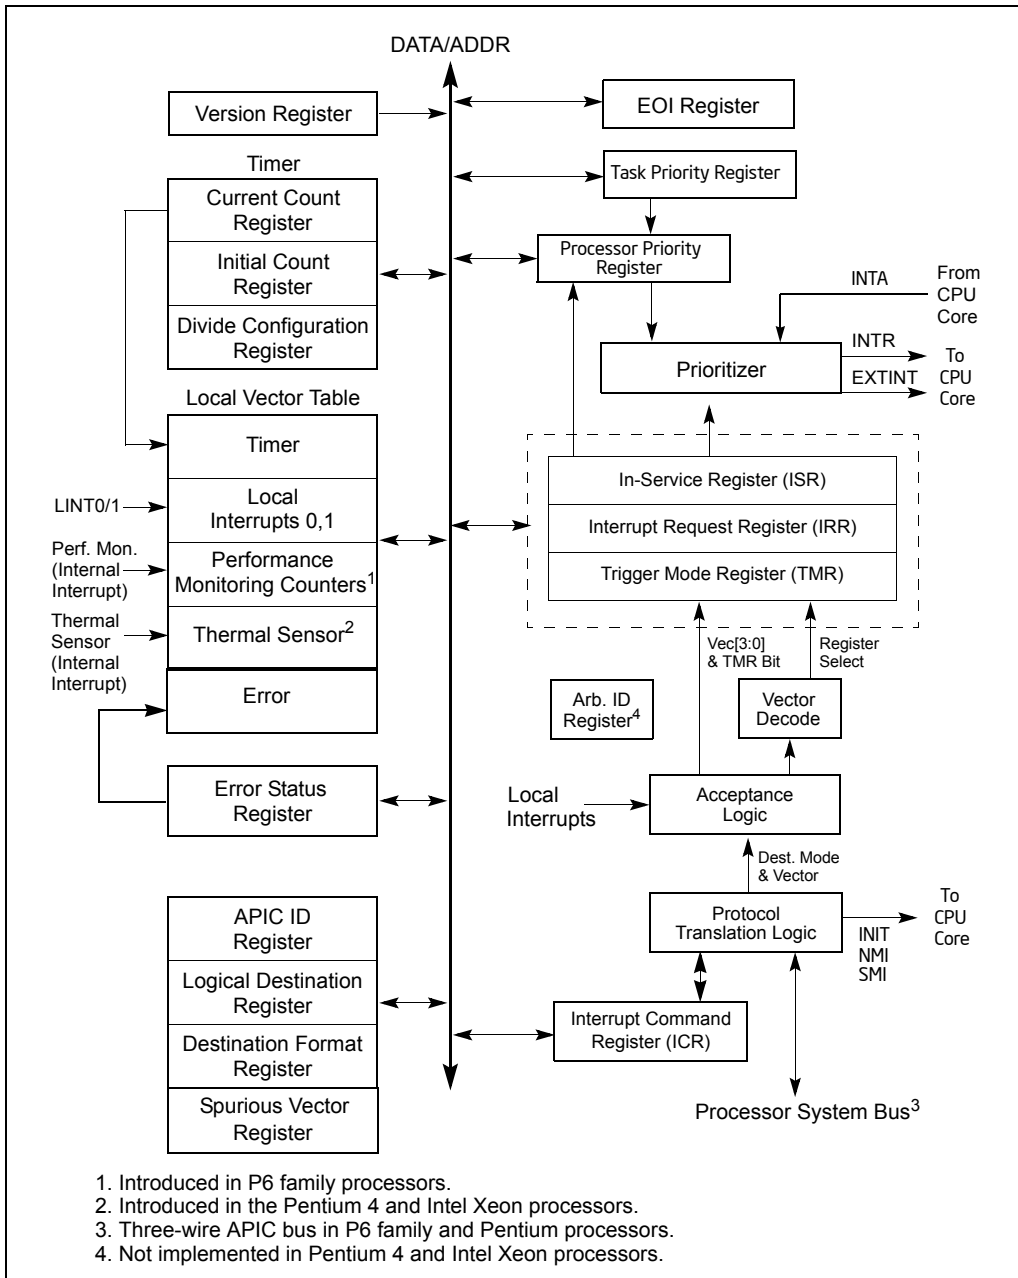 DATA/ADDR
Version Register
EOI Register
Timer
Current Count
Register
Initial Count
Register
Divide Configuration
Register
Task Priority Register
Processor Priority
Register
INTA
From
CPU
Core
Prioritizer
INTR
EXTINT
To
CPU
Core
Local Vector Table
Timer
LINT0/1
Local
Interrupts 0,1
Perf. Mon.
(Internal
Interrupt)
Performance
Monitoring Counters1
Thermal
Sensor
(Internal
Interrupt)
Thermal Sensor2
Error
In-Service Register (ISR)
Interrupt Request Register (IRR)
Trigger Mode Register (TMR)
Vec[3:0]
& TMR Bit
Register
Select
Arb. ID
Register4
Vector
Decode
Error Status
Register
Local
Interrupts
Acceptance
Logic
Dest. Mode
& Vector
APIC ID
Register
Logical Destination
Register
Destination Format
Register
Spurious Vector
Register
Protocol
Translation Logic
INIT
NMI
SMI
To
CPU
Core
Interrupt Command
Register (ICR)
Processor System Bus3
1. Introduced in P6 family processors.
2. Introduced in the Pentium 4 and Intel Xeon processors.
3. Three-wire APIC bus in P6 family and Pentium processors.
4. Not implemented in Pentium 4 and Intel Xeon processors.